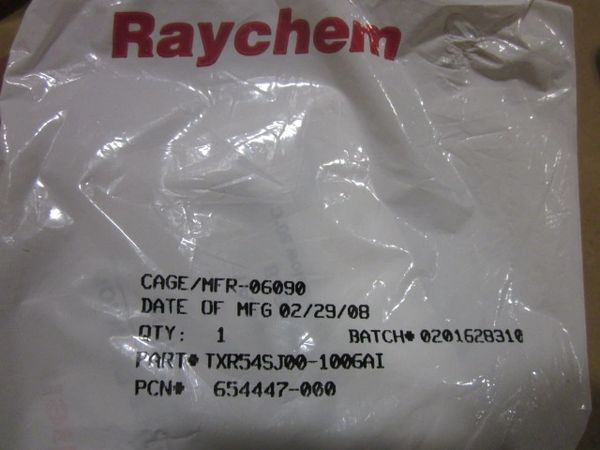 Raychem
CAGE/MFR-06090
DATE OF MFG 02/29/08
QTY: 1 BATCH# 0201628310
PART# TXR54SJ00-1006AI
PCN# 654447-000